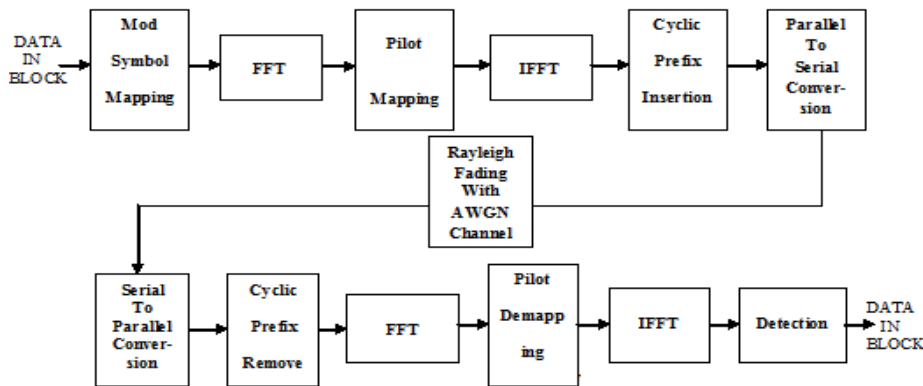 DATA
IN
BLOCK
Mod
Symbol
Mapping
FFT
Pilot
Mapping
IFFT
Cyclic
Prefix
Insertion
Parallel
To
Serial
Conver-
sion
Rayleigh
Fading
With
AWGN
Channel
Serial
To
Parallel
Conver-
sion
Cyclic
Prefix
Remove
FFT
Pilot
Demapp
ing
IFFT
Detection
DATA
IN
BLOCK